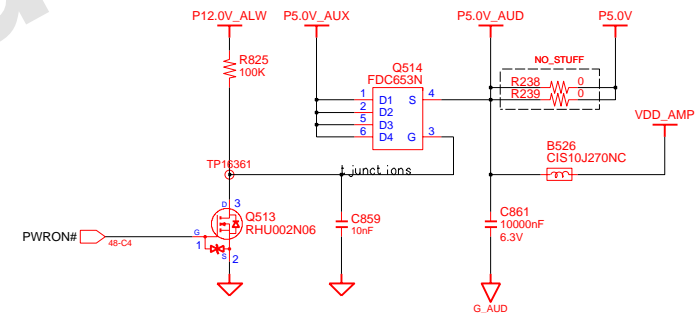 P12.0V_ALW P5.0V_AUX P5.0V_AUD P5.0V
R825
100K
Q514
FDC653N
NO_STUFF
R238 0
R239 0
1 D1 S 4
2 D2
5 D3
6 D4 G 3
VDD_AMP
B526
CIS10J270NC
TP16361
t junctions
D 3
Q513
RHU002N06
PWRON# 48-C4
G
1
S 2
C859
10nF
C861
10000nF
6.3V
G_AUD